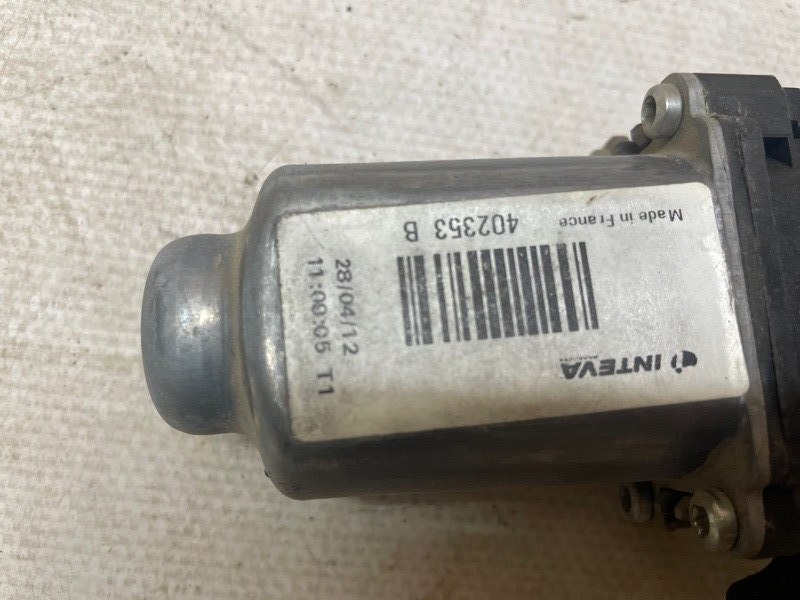 INTEVA
Made in France
402353 B
28/04/12
11:00:05 T1